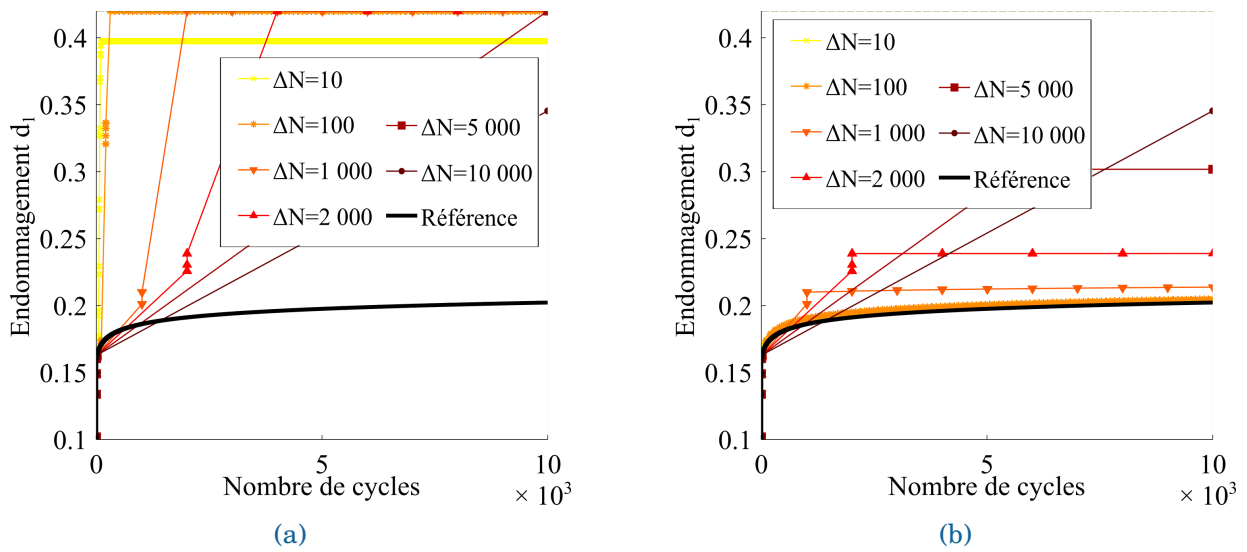 0.4
0.35
0.3
0.25
0.2
0.15
0.1
Endommagement d1
ΔN=10
ΔN=100
ΔN=1 000
ΔN=2 000
ΔN=5 000
ΔN=10 000
Référence
0
5
10
× 10³
Nombre de cycles
(a)
0.4
0.35
0.3
0.25
0.2
0.15
0.1
Endommagement d1
ΔN=10
ΔN=100
ΔN=1 000
ΔN=2 000
ΔN=5 000
ΔN=10 000
Référence
0
5
10
× 10³
Nombre de cycles
(b)